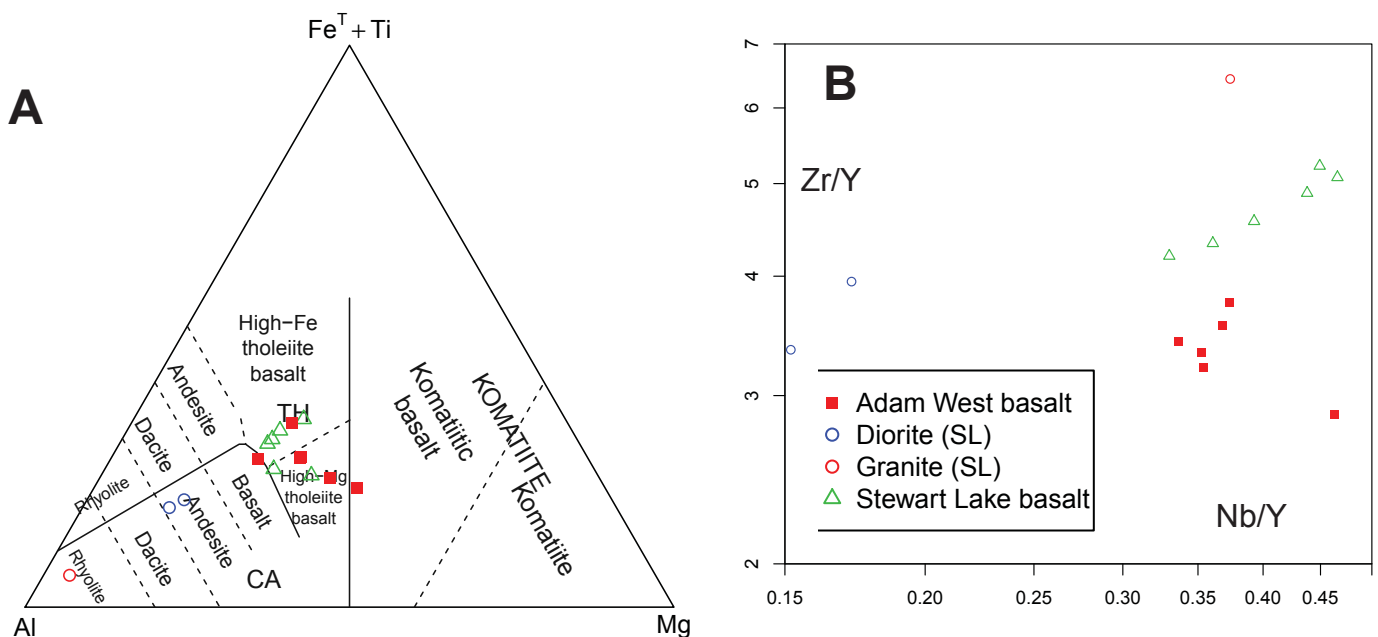 A
Fe^T + Ti
High−Fe
tholeiite
basalt
TH
Andesite
Dacite
Rhyolite
Rhyolite
Dacite
Andesite
Basalt
CA
High−Mg
tholeiite
basalt
Komatiitic
basalt
KOMATIITE
Komatiite
Al
Mg
B
Zr/Y
7
6
5
4
3
2
Adam West basalt
Diorite (SL)
Granite (SL)
Stewart Lake basalt
Nb/Y
0.15
0.20
0.25
0.30
0.35
0.40
0.45